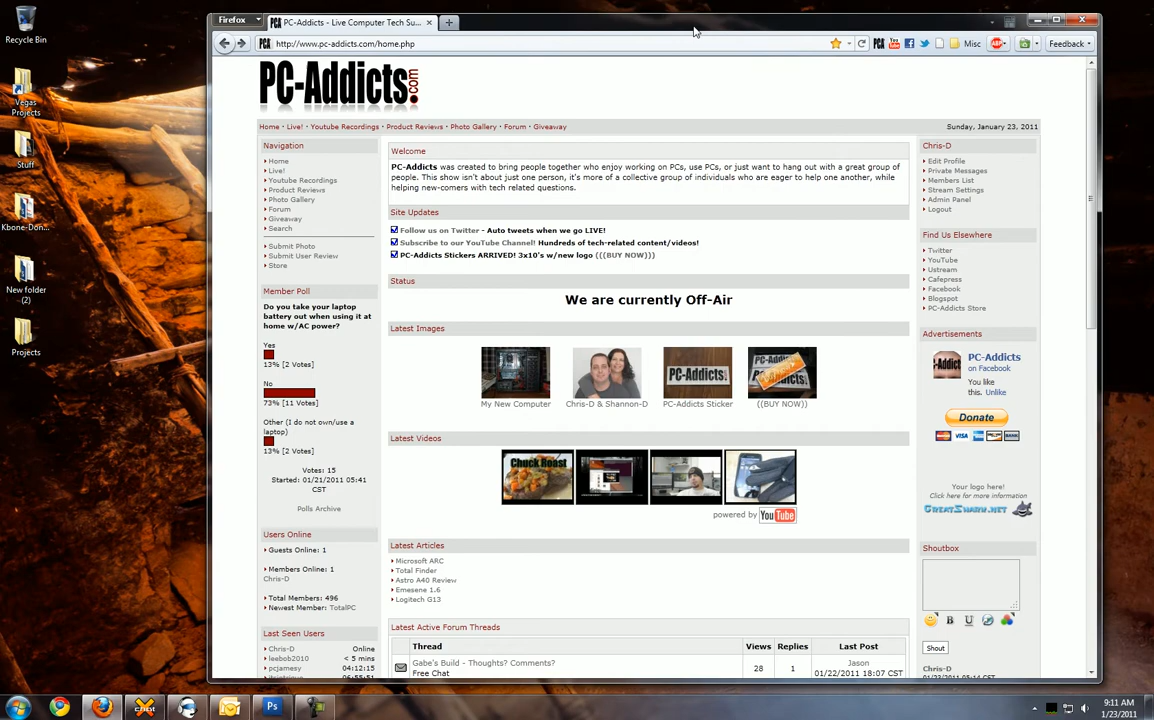 Recycle Bin
Vegas
Projects
Stuff
Kbone-Don...
New folder
(2)
Projects
Firefox
PC-Addicts - Live Computer Tech Su...
http://www.pc-addicts.com/home.php
Misc
Feedback
PC-Addicts.com
Home · Live! · Youtube Recordings · Product Reviews · Photo Gallery · Forum · Giveaway
Sunday, January 23, 2011
Navigation
Home
Live!
Youtube Recordings
Product Reviews
Photo Gallery
Forum
Giveaway
Search
Submit Photo
Submit User Review
Store
Member Poll
Do you take your laptop
battery out when using it at
home w/AC power?
Yes
13% [2 Votes]
No
73% [11 Votes]
Other (I do not own/use a
laptop)
13% [2 Votes]
Votes: 15
Started: 01/21/2011 05:41
CST
Polls Archive
Users Online
Guests Online: 1
Members Online: 1
Chris-D
Total Members: 496
Newest Member: TotalPC
Last Seen Users
Chris-D Online
leebob2010 < 5 mins
pcjamesy 04:12:15
Welcome
PC-Addicts was created to bring people together who enjoy working on PCs, use PCs, or just want to hang out with a great group of
people. This show isn't about just one person, it's more of a collective group of individuals who are eager to help one another, while
helping new-comers with tech related questions.
Site Updates
Follow us on Twitter - Auto tweets when we go LIVE!
Subscribe to our YouTube Channel! Hundreds of tech-related content/videos!
PC-Addicts Stickers ARRIVED! 3x10's w/new logo (((BUY NOW)))
Status
We are currently Off-Air
Latest Images
PC-Addicts
My New Computer
Chris-D & Shannon-D
PC-Addicts Sticker
((BUY NOW))
Latest Videos
Chuck Roast
powered by YouTube
Latest Articles
Microsoft ARC
Total Finder
Astro A40 Review
Emesene 1.6
Logitech G13
Latest Active Forum Threads
Thread Views Replies Last Post
Gabe's Build - Thoughts? Comments?
Free Chat
28
1
Jason
01/22/2011 18:07 CST
Chris-D
Edit Profile
Private Messages
Members List
Stream Settings
Admin Panel
Logout
Find Us Elsewhere
Twitter
YouTube
Ustream
Cafepress
Facebook
Blogspot
PC-Addicts Store
Advertisements
PC-Addicts
on Facebook
You like
this. Unlike
Donate
VISA
BANK
Your logo here!
Click here for more information
GreatShark.net
Shoutbox
B
U
Shout
Chris-D
Ps
9:11 AM
1/23/2011